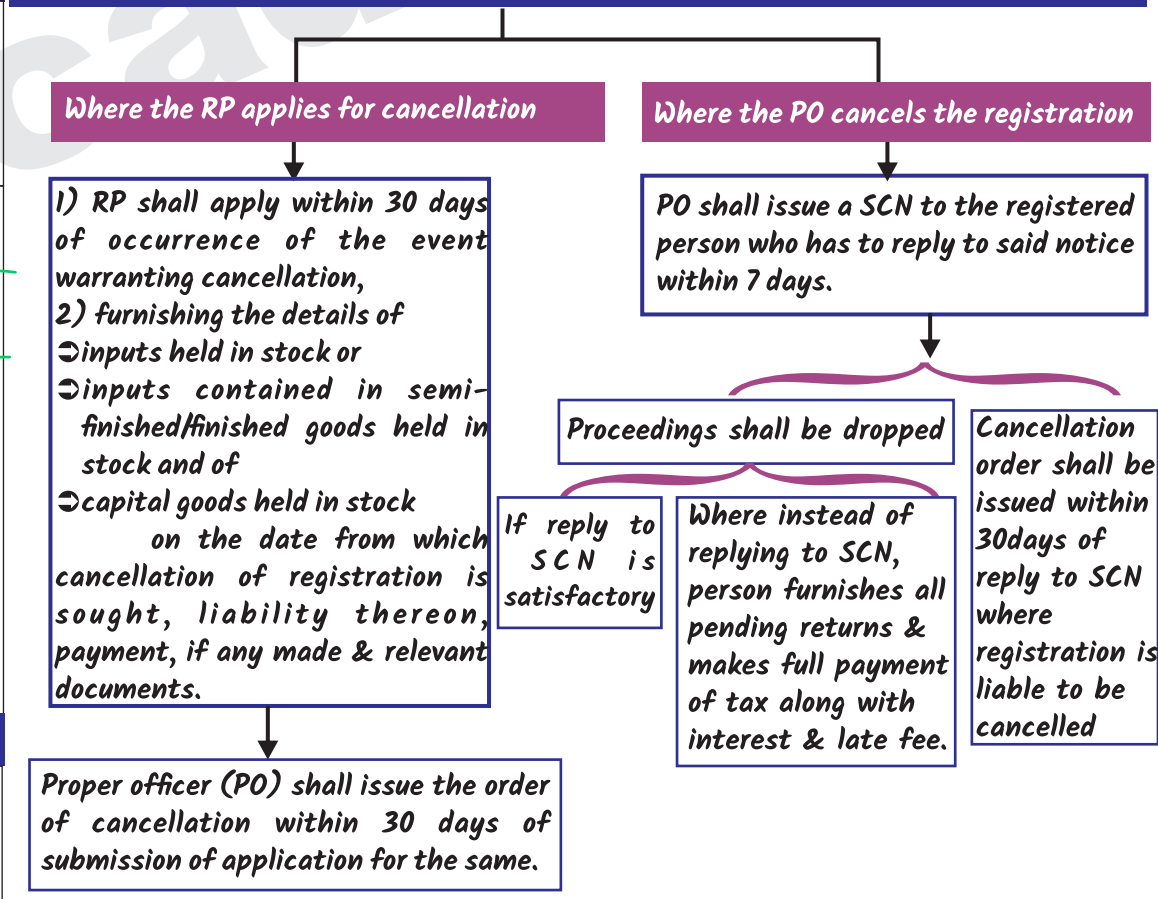 Where the RP applies for cancellation
1) RP shall apply within 30 days
of occurrence of the event
warranting cancellation,
2) furnishing the details of
➲inputs held in stock or
➲inputs contained in semi-
finished/finished goods held in
stock and of
➲capital goods held in stock
on the date from which
cancellation of registration is
sought, liability thereon,
payment, if any made & relevant
documents.
Proper officer (PO) shall issue the order
of cancellation within 30 days of
submission of application for the same.
Where the PO cancels the registration
PO shall issue a SCN to the registered
person who has to reply to said notice
within 7 days.
Proceedings shall be dropped
If reply to
SCN is
satisfactory
Where instead of
replying to SCN,
person furnishes all
pending returns &
makes full payment
of tax along with
interest & late fee.
Cancellation
order shall be
issued within
30days of
reply to SCN
where
registration is
liable to be
cancelled